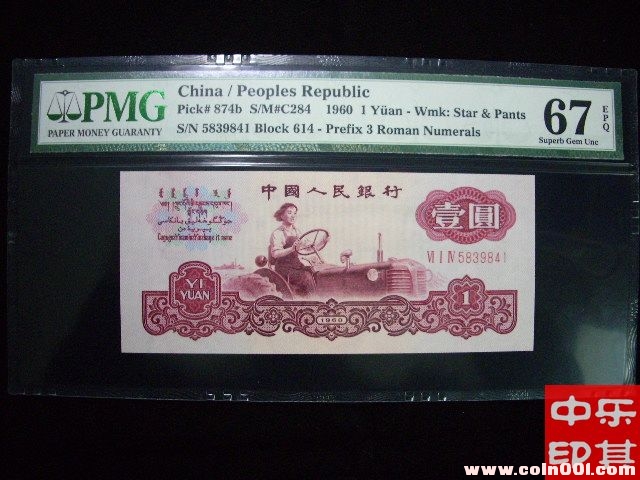 PMG
PAPER MONEY GUARANTY
China / Peoples Republic
Pick# 874b S/M#C284 1960 1 Yüan - Wmk: Star & Pants
S/N 5839841 Block 614 - Prefix 3 Roman Numerals
67 EPQ
Superb Gem Unc
中國人民銀行
壹圓
Ⅵ Ⅰ Ⅳ 5839841
YI
YUAN
1960
1
中乐
印其
www.coin001.com